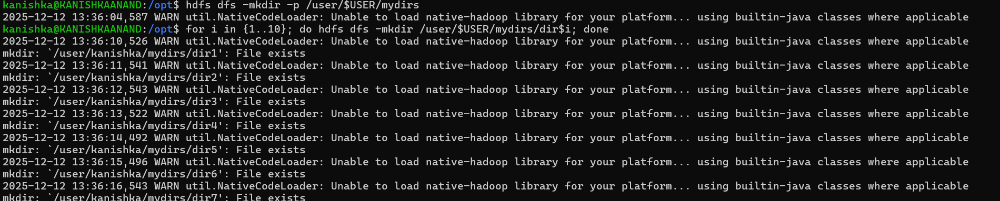 kanishka@KANISHKAANAND:/opt$ hdfs dfs -mkdir -p /user/$USER/mydirs
2025-12-12 13:36:04,587 WARN util.NativeCodeLoader: Unable to load native-hadoop library for your platform... using builtin-java classes where applicable
kanishka@KANISHKAANAND:/opt$ for i in {1..10}; do hdfs dfs -mkdir /user/$USER/mydirs/dir$i; done
2025-12-12 13:36:10,526 WARN util.NativeCodeLoader: Unable to load native-hadoop library for your platform... using builtin-java classes where applicable
mkdir: `/user/kanishka/mydirs/dir1': File exists
2025-12-12 13:36:11,541 WARN util.NativeCodeLoader: Unable to load native-hadoop library for your platform... using builtin-java classes where applicable
mkdir: `/user/kanishka/mydirs/dir2': File exists
2025-12-12 13:36:12,543 WARN util.NativeCodeLoader: Unable to load native-hadoop library for your platform... using builtin-java classes where applicable
mkdir: `/user/kanishka/mydirs/dir3': File exists
2025-12-12 13:36:13,522 WARN util.NativeCodeLoader: Unable to load native-hadoop library for your platform... using builtin-java classes where applicable
mkdir: `/user/kanishka/mydirs/dir4': File exists
2025-12-12 13:36:14,492 WARN util.NativeCodeLoader: Unable to load native-hadoop library for your platform... using builtin-java classes where applicable
mkdir: `/user/kanishka/mydirs/dir5': File exists
2025-12-12 13:36:15,496 WARN util.NativeCodeLoader: Unable to load native-hadoop library for your platform... using builtin-java classes where applicable
mkdir: `/user/kanishka/mydirs/dir6': File exists
2025-12-12 13:36:16,543 WARN util.NativeCodeLoader: Unable to load native-hadoop library for your platform... using builtin-java classes where applicable
mkdir: `/user/kanishka/mydirs/dir7': File exists